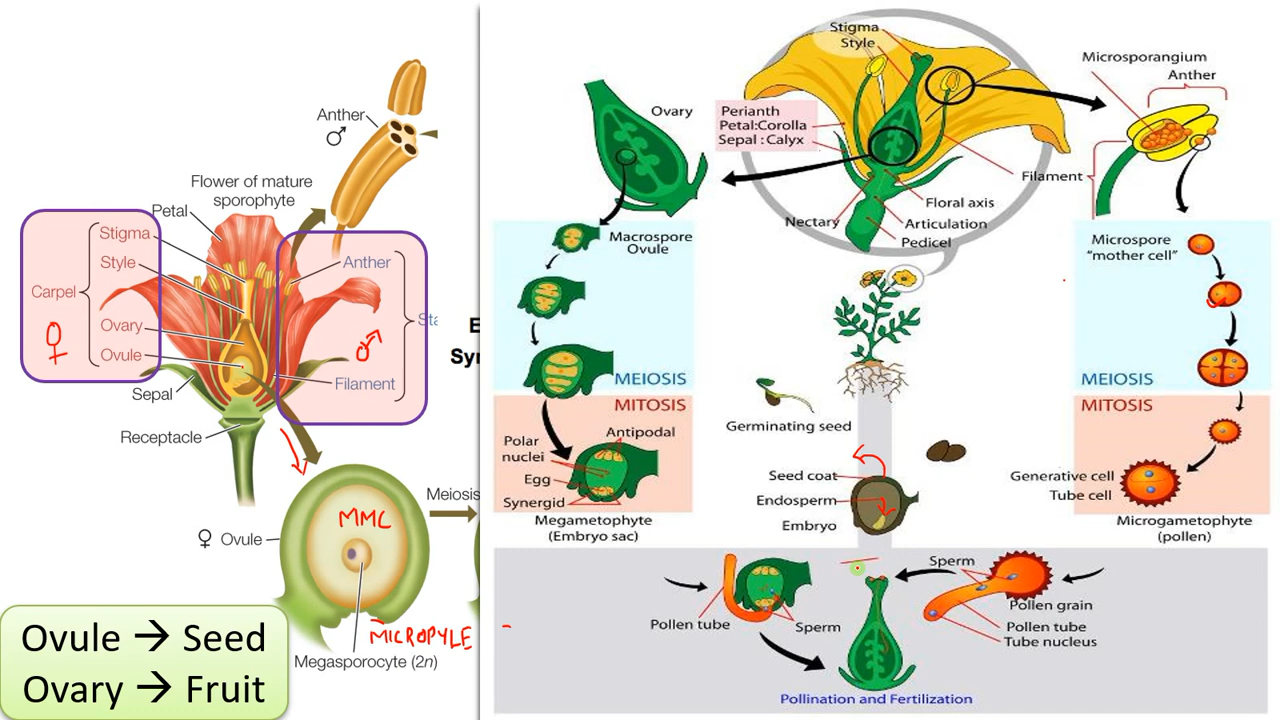 Anther
♂
Flower of mature
sporophyte
Petal
Stigma
Style
Carpel
Ovary
Ovule
♀
Anther
♂
Filament
Sepal
Receptacle
MMC
Meiosis
♀ Ovule
MICROPYLE
Megasporocyte (2n)
Ovule → Seed
Ovary → Fruit
Stigma
Style
Microsporangium
Anther
Ovary
Perianth
Petal:Corolla
Sepal : Calyx
Filament
Floral axis
Nectary
Articulation
Pedicel
Macrospore
Ovule
MEIOSIS
MITOSIS
Antipodal
Polar
nuclei
Egg
Synergid
Megametophyte
(Embryo sac)
Germinating seed
Seed coat
Endosperm
Embryo
Microspore
"mother cell"
MEIOSIS
MITOSIS
Generative cell
Tube cell
Microgametophyte
(pollen)
Pollen tube
Sperm
Sperm
Pollen grain
Pollen tube
Tube nucleus
Pollination and Fertilization